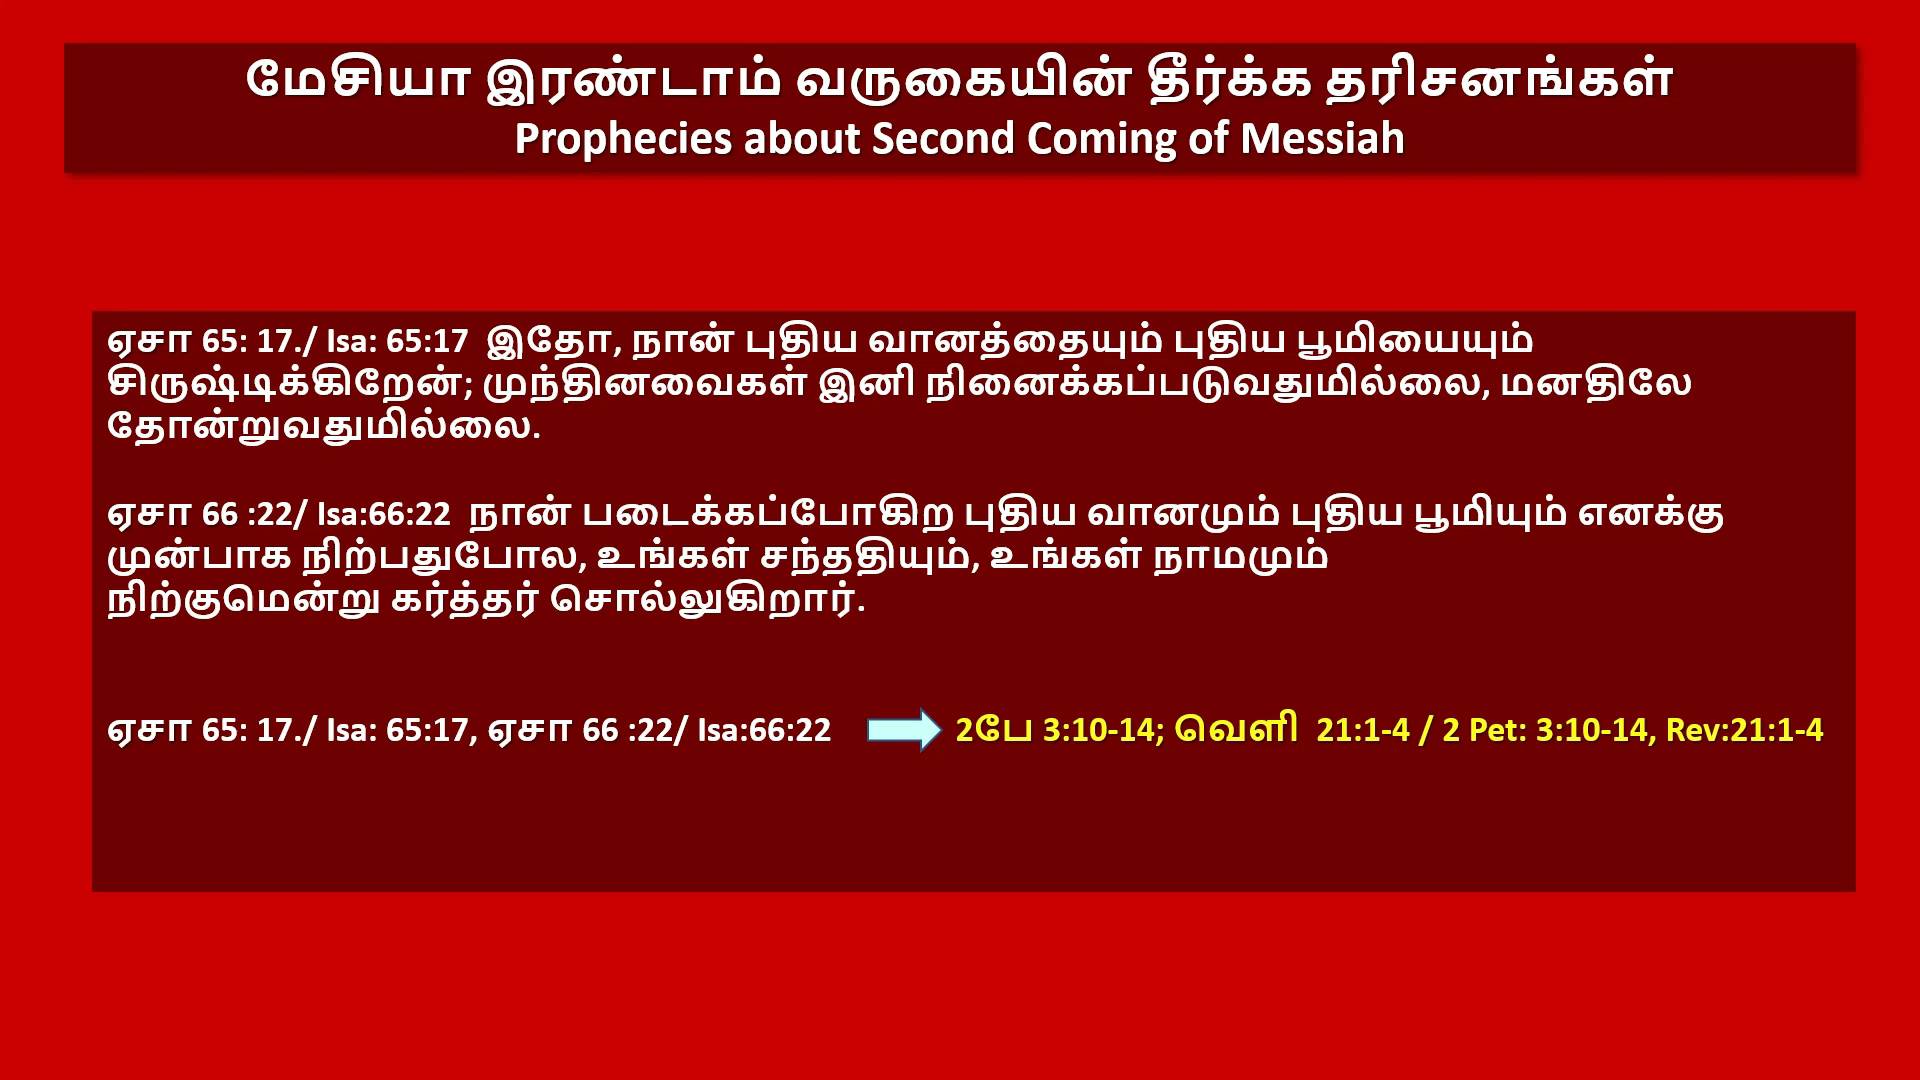 மேசியா இரண்டாம் வருகையின் தீர்க்க தரிசனங்கள்
Prophecies about Second Coming of Messiah
ஏசா 65: 17./ Isa: 65:17 இதோ, நான் புதிய வானத்தையும் புதிய பூமியையும்
சிருஷ்டிக்கிறேன்; முந்தினவைகள் இனி நினைக்கப்படுவதுமில்லை, மனதிலே
தோன்றுவதுமில்லை.
ஏசா 66 :22/ Isa:66:22 நான் படைக்கப்போகிற புதிய வானமும் புதிய பூமியும் எனக்கு
முன்பாக நிற்பதுபோல, உங்கள் சந்ததியும், உங்கள் நாமமும்
நிற்குமென்று கர்த்தர் சொல்லுகிறார்.
ஏசா 65: 17./ Isa: 65:17, ஏசா 66 :22/ Isa:66:22 2பே 3:10-14; வெளி 21:1-4 / 2 Pet: 3:10-14, Rev:21:1-4